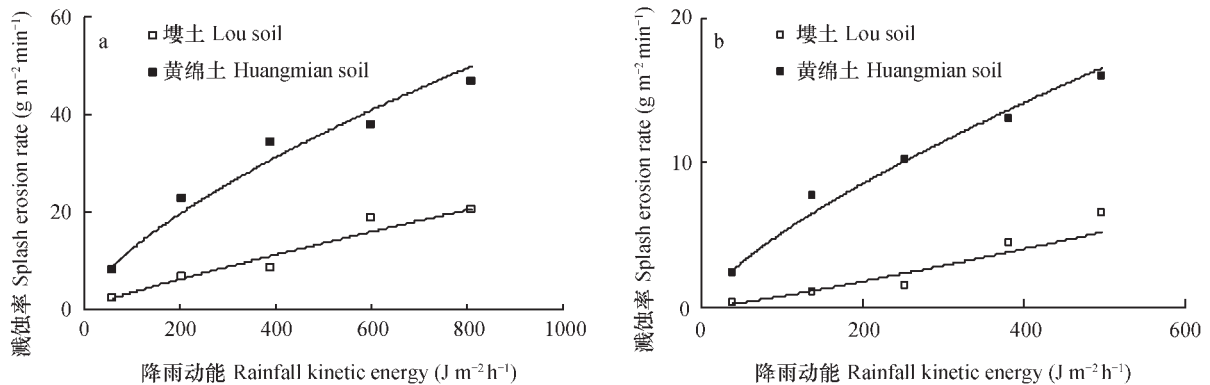 溅蚀率 Splash erosion rate (g m⁻² min⁻¹)
60
40
20
0
a
塿土 Lou soil
黄绵土 Huangmian soil
0 200 400 600 800 1000
降雨动能 Rainfall kinetic energy (J m⁻² h⁻¹)
溅蚀率 Splash erosion rate (g m⁻² min⁻¹)
20
10
0
b
塿土 Lou soil
黄绵土 Huangmian soil
0 200 400 600
降雨动能 Rainfall kinetic energy (J m⁻² h⁻¹)